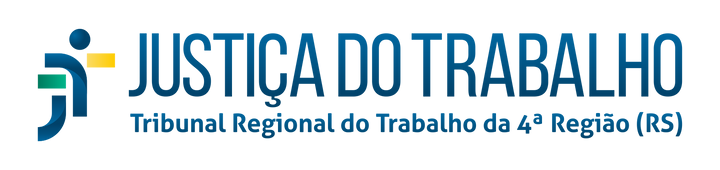 JUSTIÇA DO TRABALHO
Tribunal Regional do Trabalho da 4ª Região (RS)